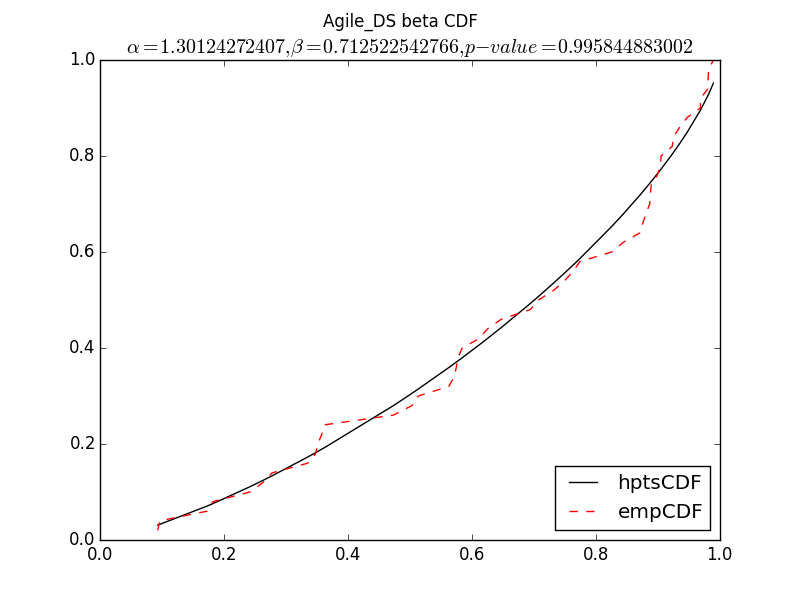 Agile_DS beta CDF
α = 1.30124272407, β = 0.712522542766, p − value = 0.995844883002
1.0
0.8
0.6
0.4
0.2
0.0
0.0 0.2 0.4 0.6 0.8 1.0
hptsCDF
empCDF